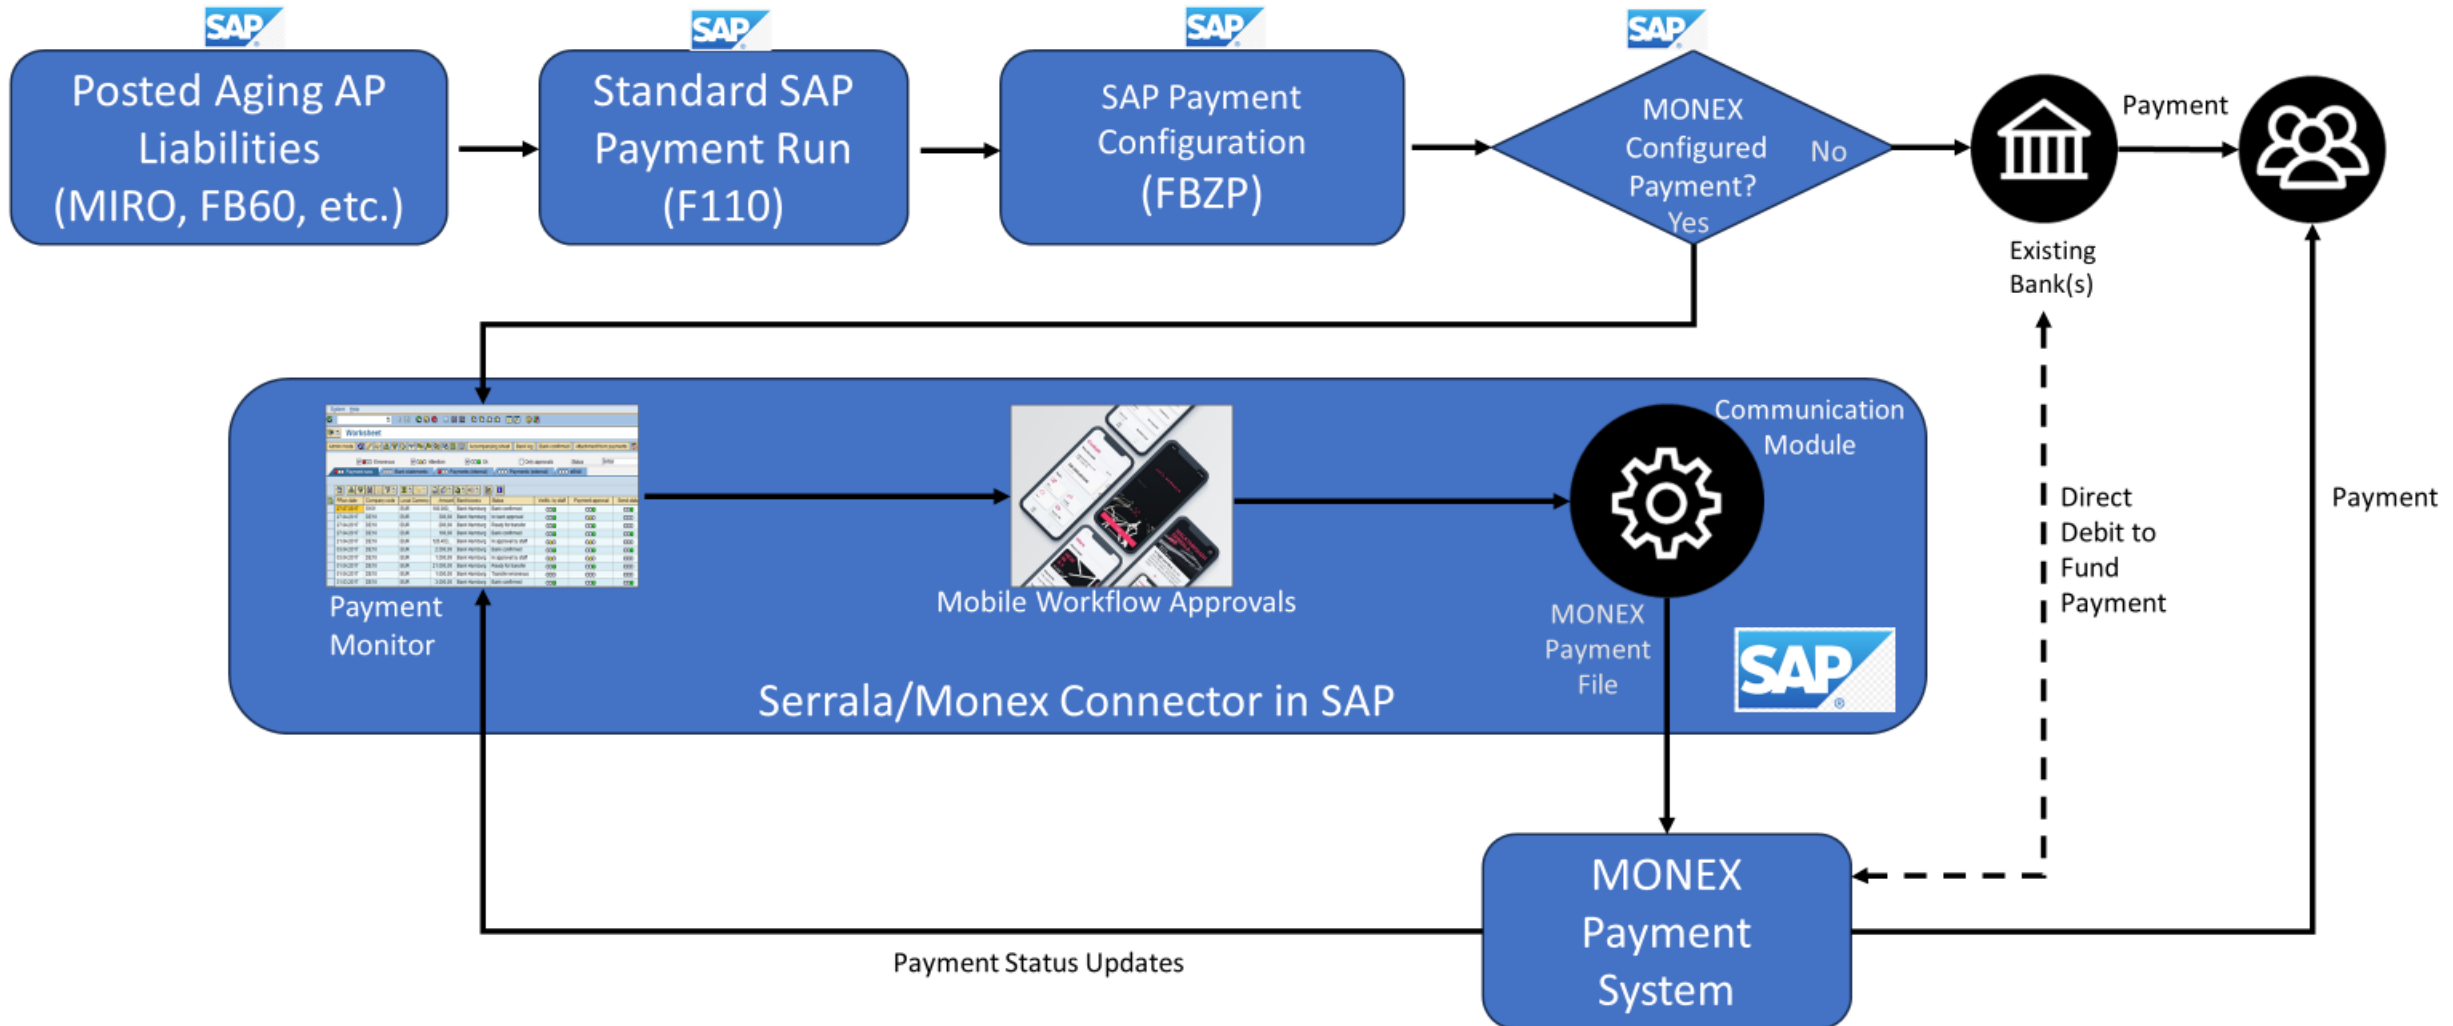 SAP
SAP
SAP
SAP
Posted Aging AP
Liabilities
(MIRO, FB60, etc.)
Standard SAP
Payment Run
(F110)
SAP Payment
Configuration
(FBZP)
MONEX
Configured
Payment?
Yes
No
Payment
Existing
Bank(s)
Worksheet
Payment
Monitor
Mobile Workflow Approvals
Communication
Module
MONEX
Payment
File
SAP
Serrala/Monex Connector in SAP
Direct
Debit to
Fund
Payment
Payment
MONEX
Payment
System
Payment Status Updates